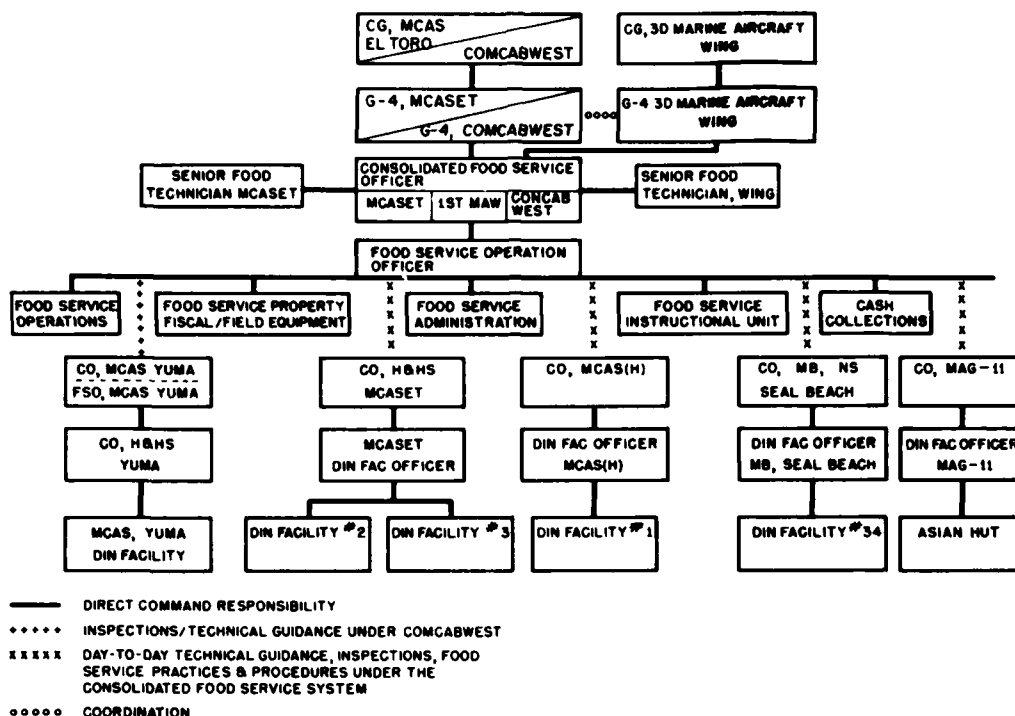 CG, MCAS
EL TORO
COMCABWEST
CG, 3D MARINE AIRCRAFT
WING
G-4, MCASET
G-4, COMCABWEST
G-4 3D MARINE AIRCRAFT
WING
SENIOR FOOD
TECHNICIAN MCASET
CONSOLIDATED FOOD SERVICE
OFFICER
MCASET
1ST MAW
CONCAB
WEST
SENIOR FOOD
TECHNICIAN, WING
FOOD SERVICE OPERATION
OFFICER
FOOD SERVICE
OPERATIONS
FOOD SERVICE PROPERTY
FISCAL/FIELD EQUIPMENT
FOOD SERVICE
ADMINISTRATION
FOOD SERVICE
INSTRUCTIONAL UNIT
CASH
COLLECTIONS
CO, MCAS YUMA
FSO, MCAS YUMA
CO, H&HS
MCASET
CO, MCAS(H)
CO, MB, NS
SEAL BEACH
CO, MAG-11
CO, H&HS
YUMA
MCASET
DIN FAC OFFICER
DIN FAC OFFICER
MCAS(H)
DIN FAC OFFICER
MB, SEAL BEACH
DIN FAC OFFICER
MAG-11
MCAS, YUMA
DIN FACILITY
DIN FACILITY #2
DIN FACILITY #3
DIN FACILITY #1
DIN FACILITY #34
ASIAN HUT
DIRECT COMMAND RESPONSIBILITY
INSPECTIONS/TECHNICAL GUIDANCE UNDER COMCABWEST
DAY-TO-DAY TECHNICAL GUIDANCE, INSPECTIONS, FOOD
SERVICE PRACTICES & PROCEDURES UNDER THE
CONSOLIDATED FOOD SERVICE SYSTEM
COORDINATION